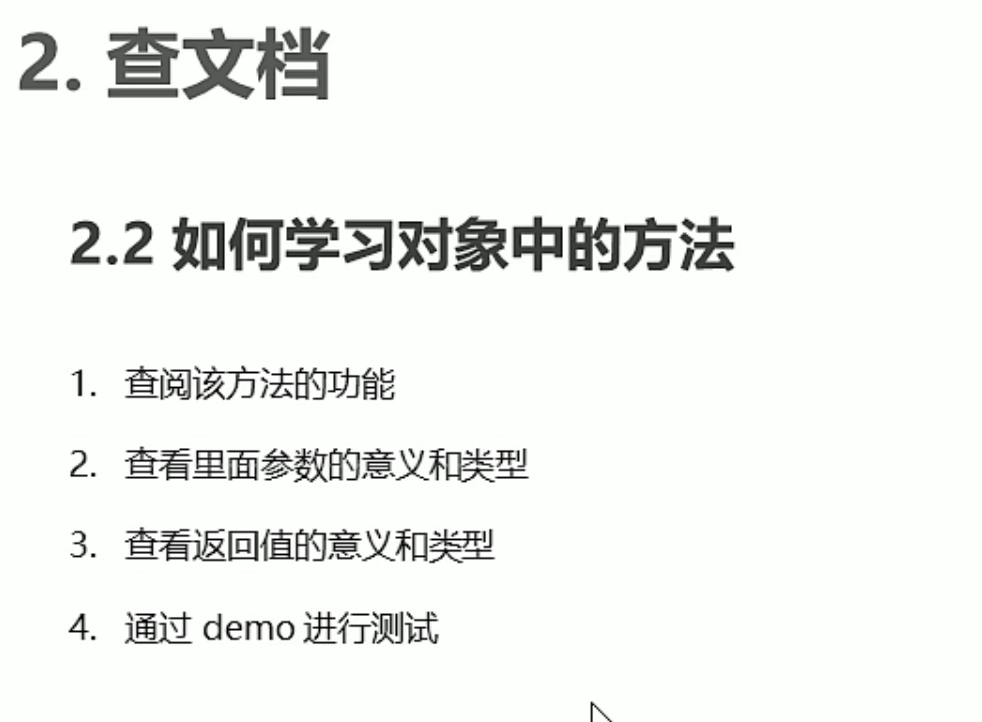 2. 查文档
2.2 如何学习对象中的方法
1. 查阅该方法的功能
2. 查看里面参数的意义和类型
3. 查看返回值的意义和类型
4. 通过 demo 进行测试